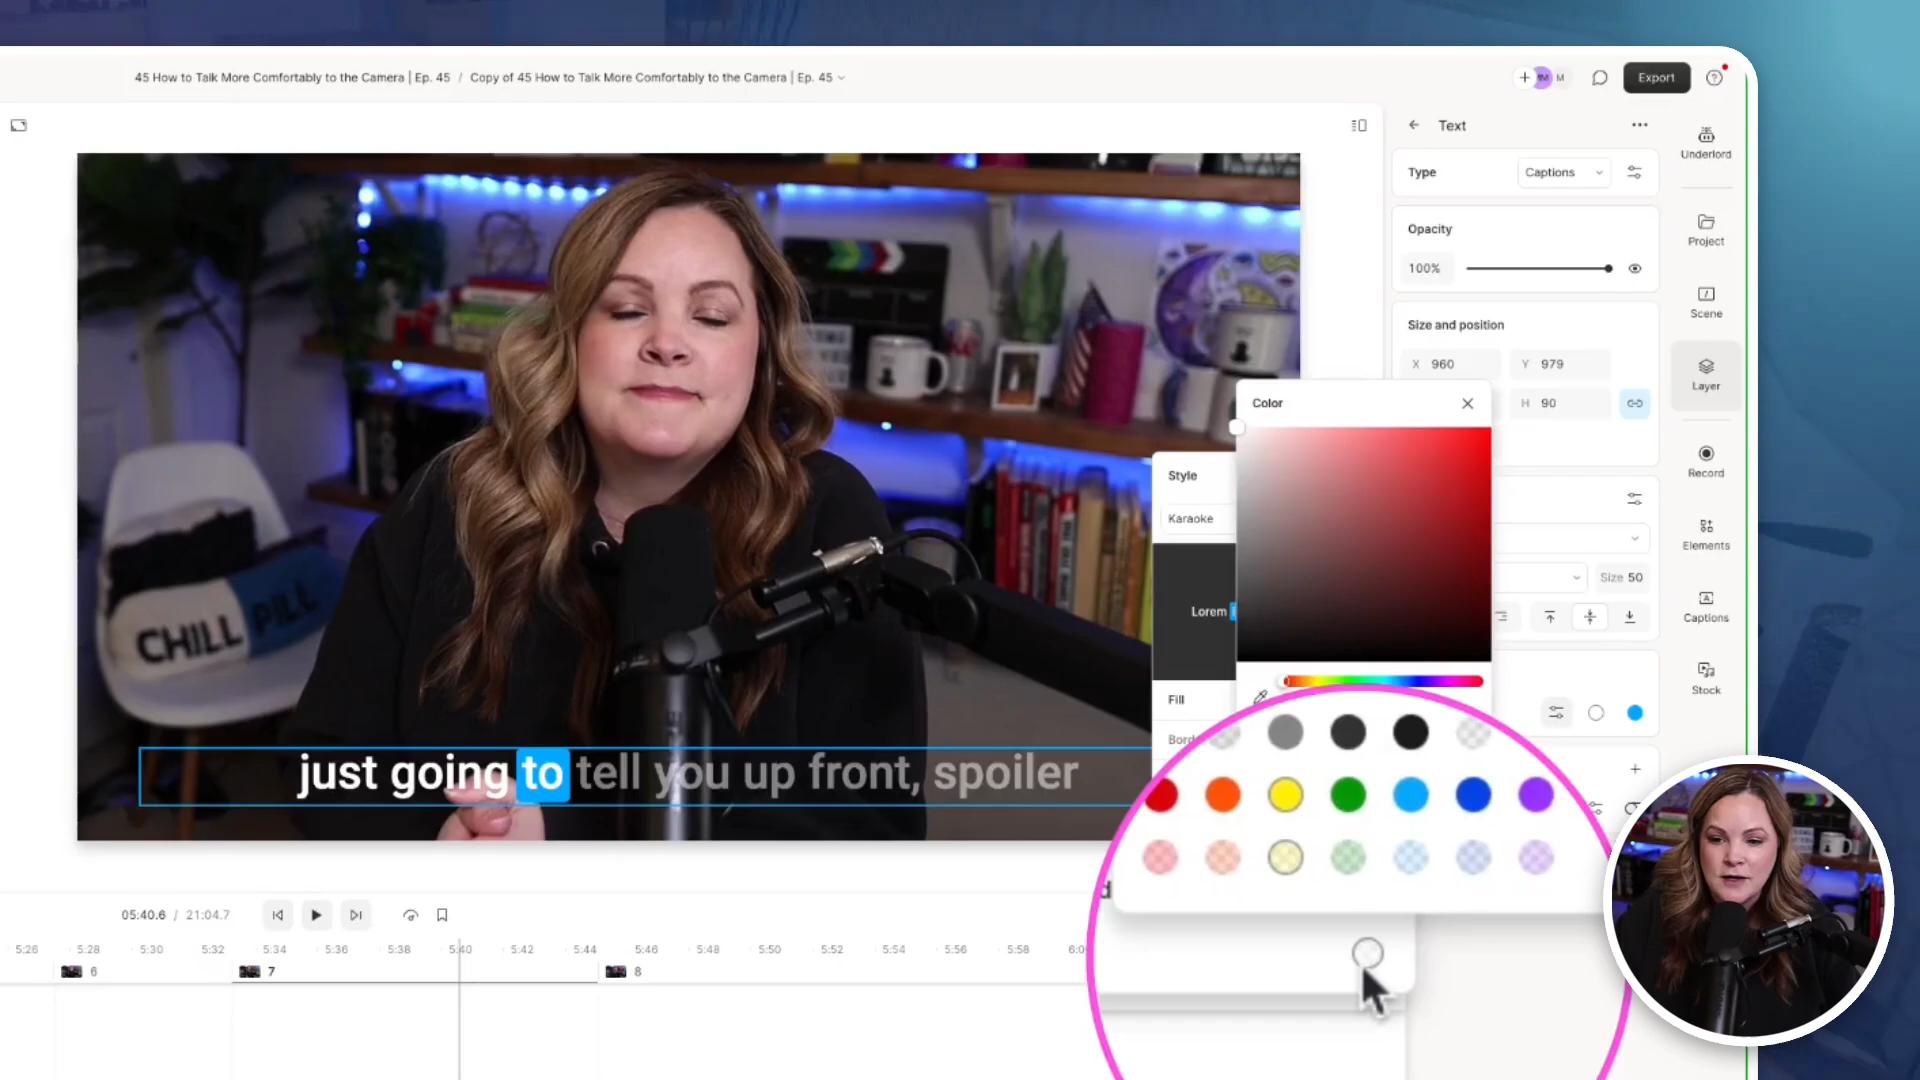 45 How to Talk More Comfortably to the Camera | Ep. 45 / Copy of 45 How to Talk More Comfortably to the Camera | Ep. 45
M
Export
Text
Type
Captions
Opacity
100%
Size and position
X 960
Y 979
H 90
Color
Style
Karaoke
Size 50
Lorem
Fill
Underlord
Project
Scene
Layer
Record
Elements
Captions
Stock
CHILL PILL
just going to tell you up front, spoiler
05:40.6 / 21:04.7
5:26 5:28 5:30 5:32 5:34 5:36 5:38 5:40 5:42 5:44 5:46 5:48 5:50 5:52 5:54 5:56 5:58
6
7
8